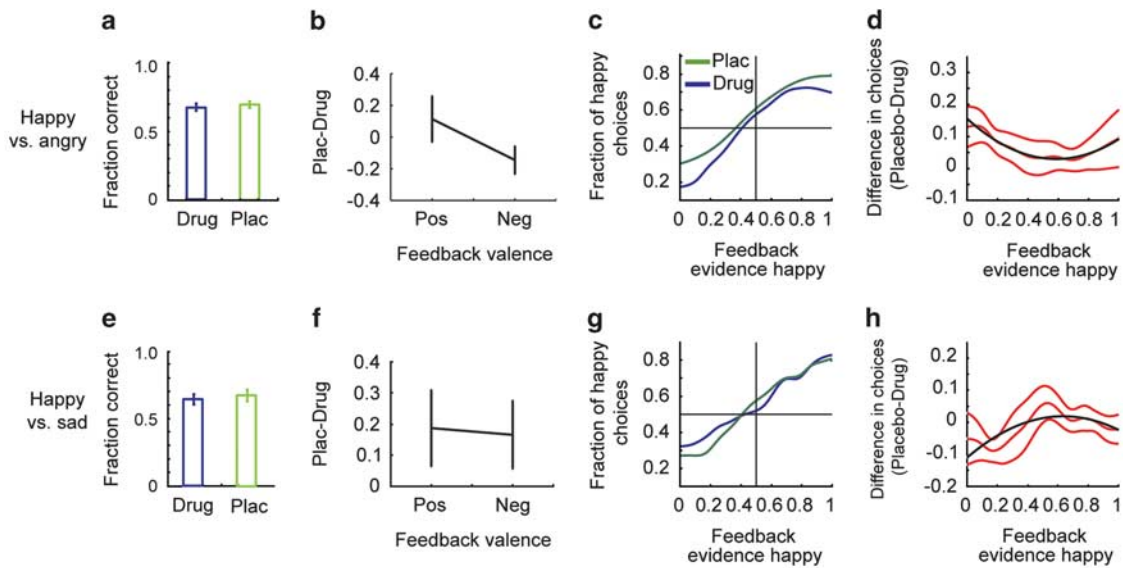 a
Happy
vs. angry
Fraction correct
1.0
0.5
0
Drug Plac
b
Plac-Drug
0.4
0.2
0
-0.2
-0.4
Pos Neg
Feedback valence
c
Plac
Drug
Fraction of happy
choices
0.8
0.6
0.4
0.2
0 0.2 0.4 0.6 0.8 1
Feedback
evidence happy
d
Difference in choices
(Placebo-Drug)
0.3
0.2
0.1
0
-0.1
0 0.2 0.4 0.6 0.8 1
Feedback
evidence happy
e
Happy
vs. sad
Fraction correct
1.0
0.5
0
Drug Plac
f
Plac-Drug
0.4
0.3
0.2
0.1
0
Pos Neg
Feedback valence
g
Fraction of happy
choices
0.8
0.6
0.4
0.2
0 0.2 0.4 0.6 0.8 1
Feedback
evidence happy
h
Difference in choices
(Placebo-Drug)
0.2
0.1
0
-0.1
-0.2
0 0.2 0.4 0.6 0.8 1
Feedback
evidence happy